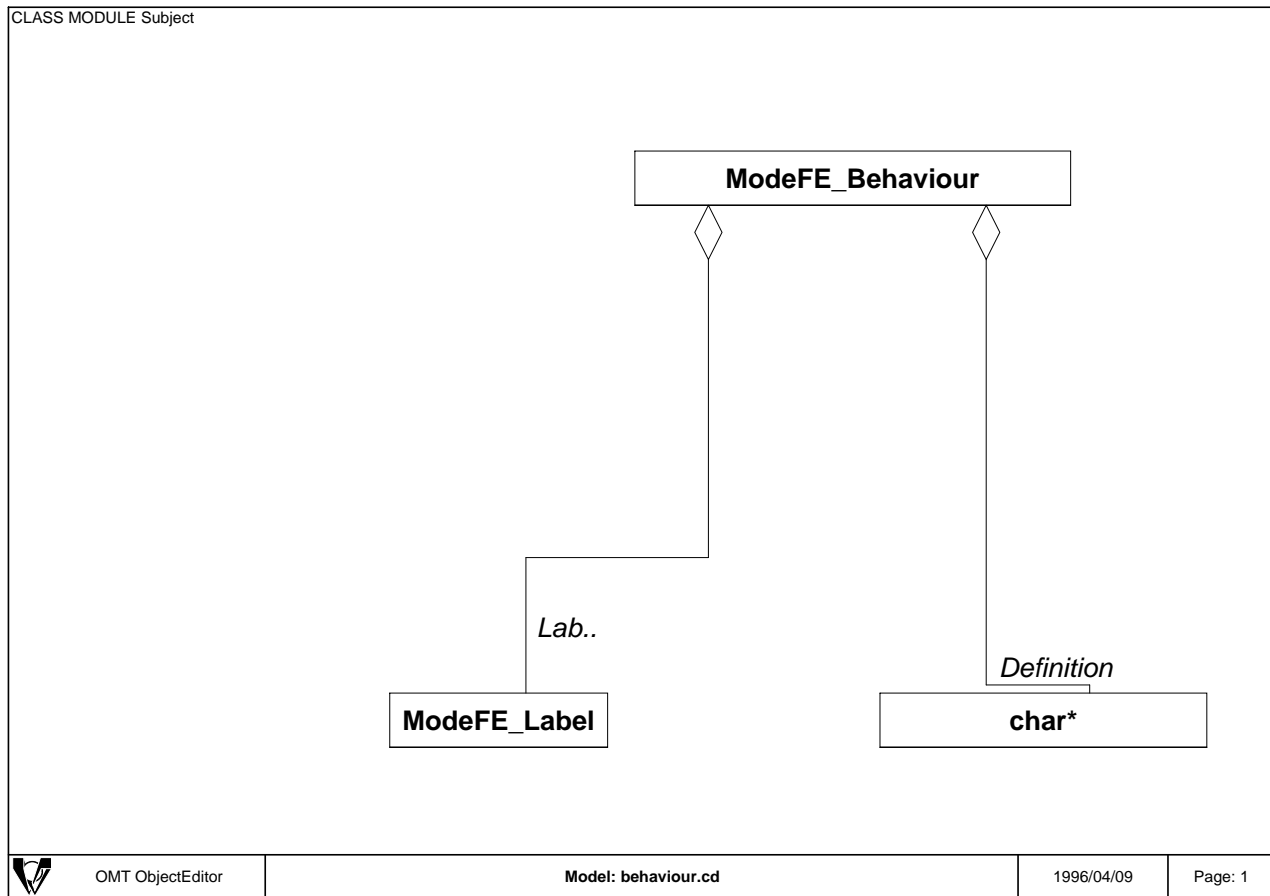 CLASS MODULE Subject
ModeFE_Behaviour
Lab..
Definition
ModeFE_Label
char*
OMT ObjectEditor
Model: behaviour.cd
1996/04/09
Page: 1